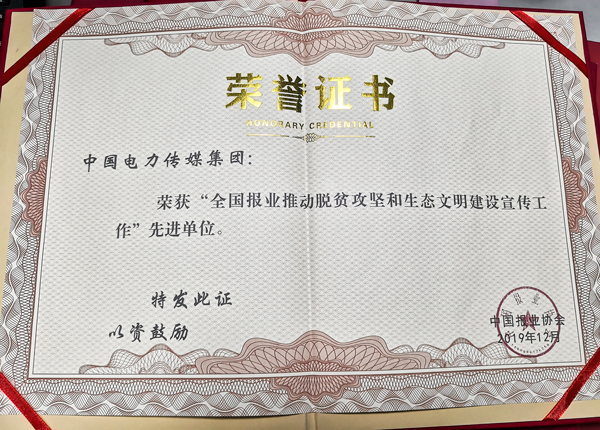 荣誉证书
HONORARY CREDENTIAL
中国电力传媒集团：
荣获“全国报业推动脱贫攻坚和生态文明建设宣传工
作”先进单位。
特发此证
以资鼓励
中国报业协会
2019年12月